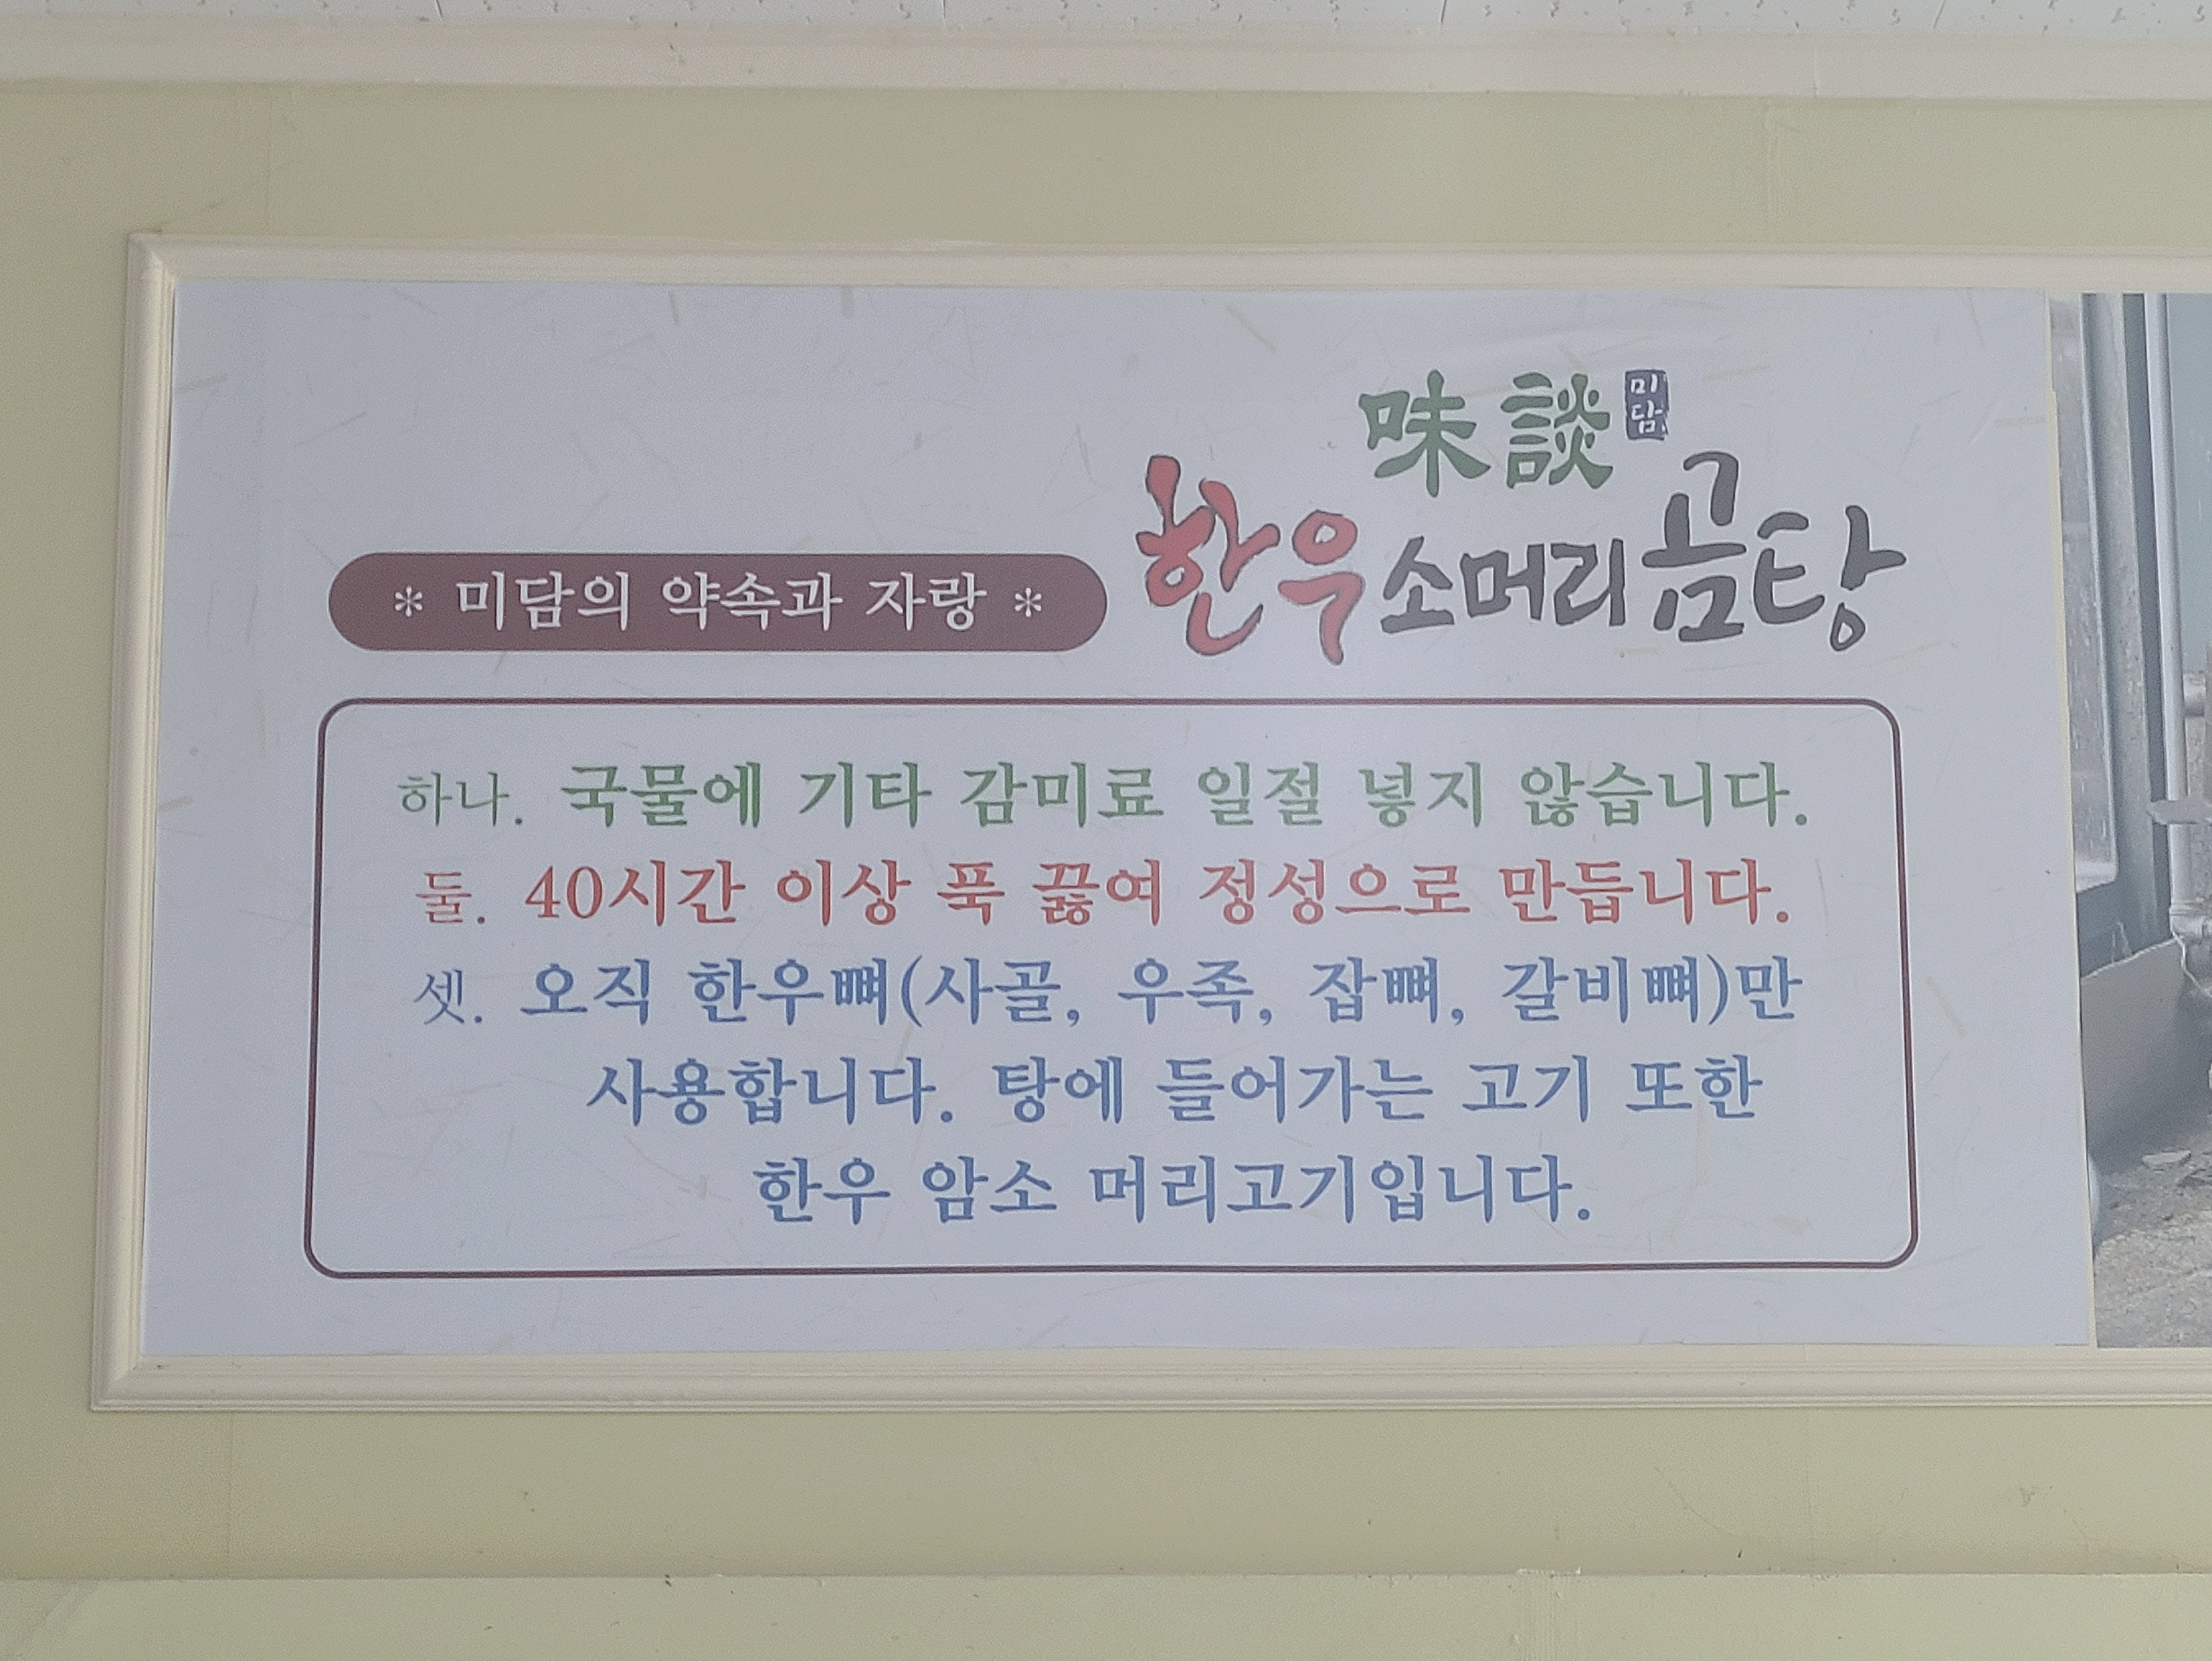 味談 미담
한우소머리곰탕
* 미담의 약속과 자랑 *
하나. 국물에 기타 감미료 일절 넣지 않습니다.
둘. 40시간 이상 푹 끓여 정성으로 만듭니다.
셋. 오직 한우뼈(사골, 우족, 잡뼈, 갈비뼈)만
사용합니다. 탕에 들어가는 고기 또한
한우 암소 머리고기입니다.